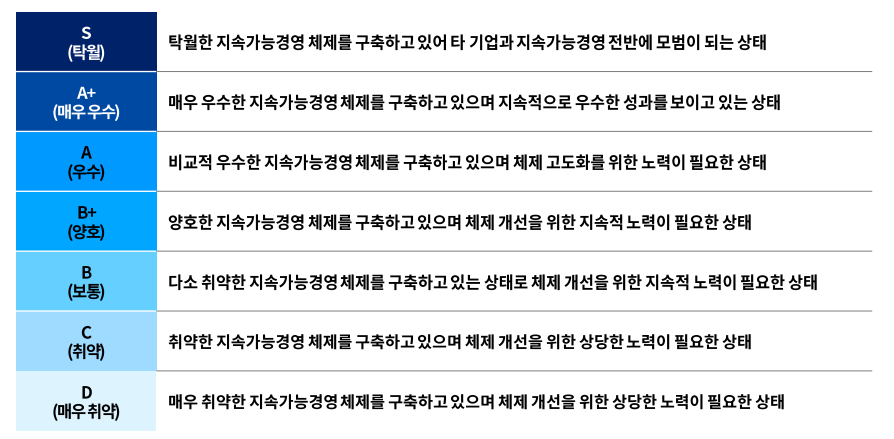 S
(탁월)
탁월한 지속가능경영 체제를 구축하고 있어 타 기업과 지속가능경영 전반에 모범이 되는 상태
A+
(매우 우수)
매우 우수한 지속가능경영 체제를 구축하고 있으며 지속적으로 우수한 성과를 보이고 있는 상태
A
(우수)
비교적 우수한 지속가능경영 체제를 구축하고 있으며 체제 고도화를 위한 노력이 필요한 상태
B+
(양호)
양호한 지속가능경영 체제를 구축하고 있으며 체제 개선을 위한 지속적 노력이 필요한 상태
B
(보통)
다소 취약한 지속가능경영 체제를 구축하고 있는 상태로 체제 개선을 위한 지속적 노력이 필요한 상태
C
(취약)
취약한 지속가능경영 체제를 구축하고 있으며 체제 개선을 위한 상당한 노력이 필요한 상태
D
(매우 취약)
매우 취약한 지속가능경영 체제를 구축하고 있으며 체제 개선을 위한 상당한 노력이 필요한 상태